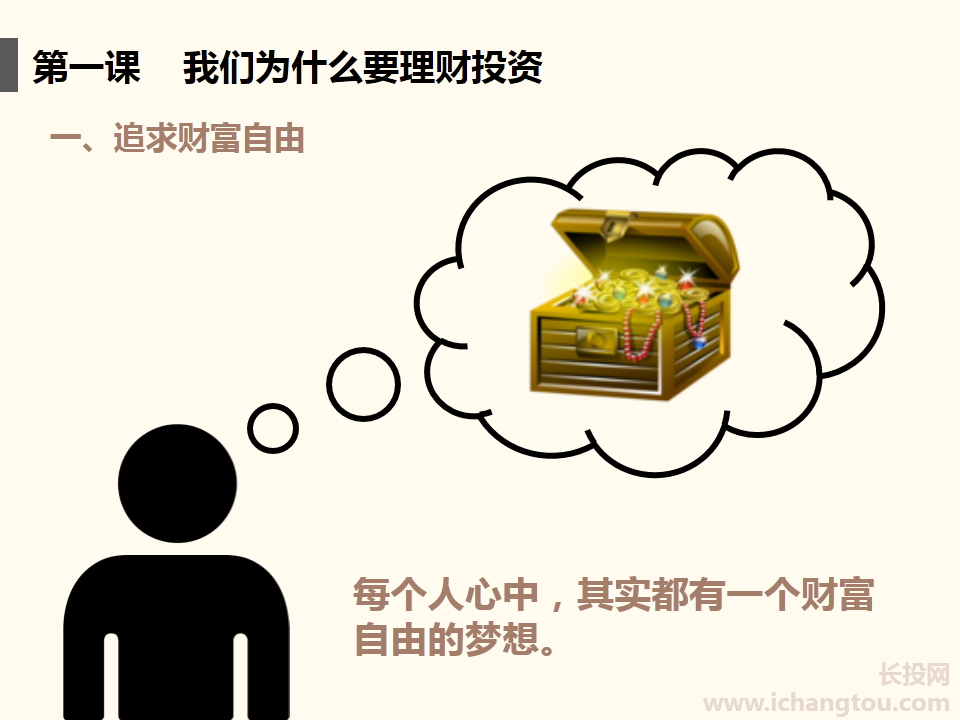 第一课 我们为什么要理财投资
一、追求财富自由
每个人心中，其实都有一个财富
自由的梦想。
长投网
www.ichangtou.com